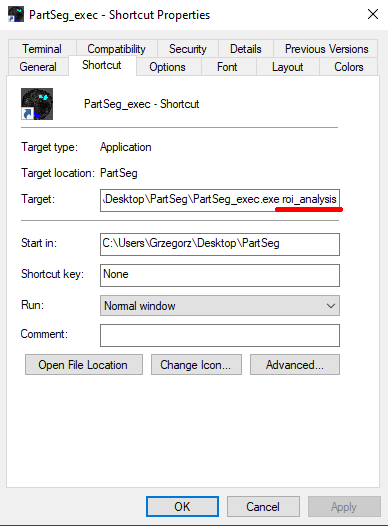 PartSeg_exec - Shortcut Properties
Terminal Compatibility Security Details Previous Versions
General Shortcut Options Font Layout Colors
PartSeg_exec - Shortcut
Target type: Application
Target location: PartSeg
Target: \Desktop\PartSeg\PartSeg_exec.exe roi_analysis
Start in: C:\Users\Grzegorz\Desktop\PartSeg
Shortcut key: None
Run: Normal window
Comment:
Open File Location Change Icon... Advanced...
OK Cancel Apply